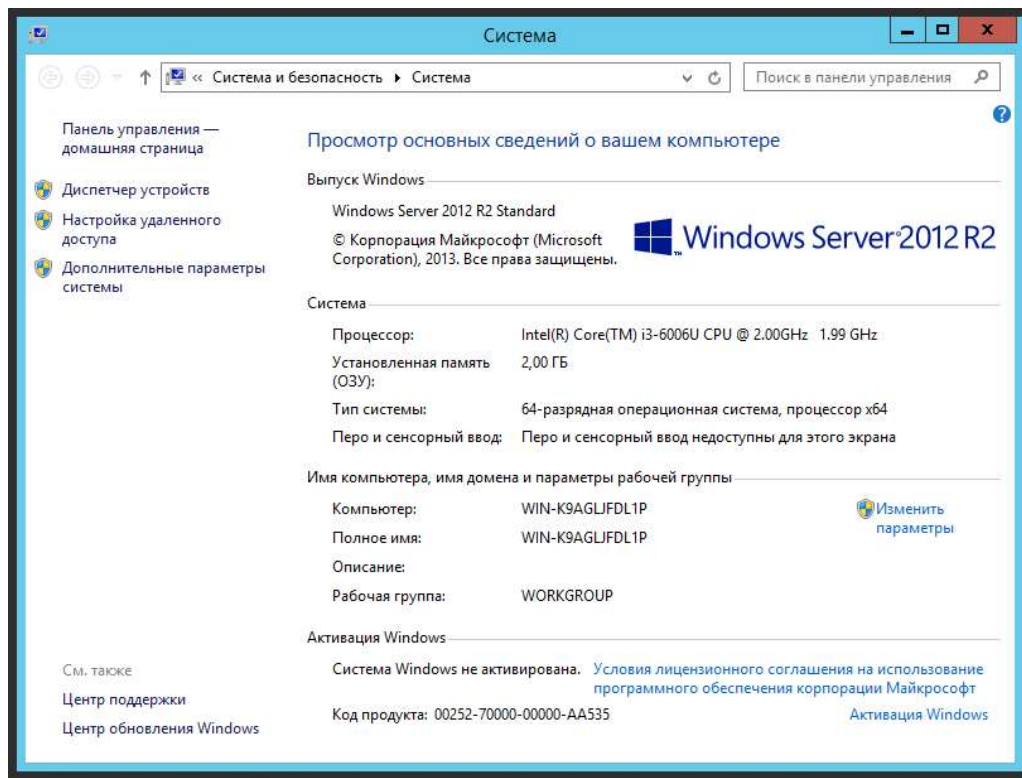 Система
« Система и безопасность ▸ Система
Поиск в панели управления
Панель управления —
домашняя страница
Диспетчер устройств
Настройка удаленного
доступа
Дополнительные параметры
системы
См. также
Центр поддержки
Центр обновления Windows
Просмотр основных сведений о вашем компьютере
Выпуск Windows
Windows Server 2012 R2 Standard
© Корпорация Майкрософт (Microsoft
Corporation), 2013. Все права защищены.
Windows Server 2012 R2
Система
Процессор: Intel(R) Core(TM) i3-6006U CPU @ 2.00GHz 1.99 GHz
Установленная память
(ОЗУ): 2,00 ГБ
Тип системы: 64-разрядная операционная система, процессор x64
Перо и сенсорный ввод: Перо и сенсорный ввод недоступны для этого экрана
Имя компьютера, имя домена и параметры рабочей группы
Компьютер: WIN-K9AGLJFDL1P
Изменить
параметры
Полное имя: WIN-K9AGLJFDL1P
Описание:
Рабочая группа: WORKGROUP
Активация Windows
Система Windows не активирована. Условия лицензионного соглашения на использование
программного обеспечения корпорации Майкрософт
Код продукта: 00252-70000-00000-AA535
Активация Windows